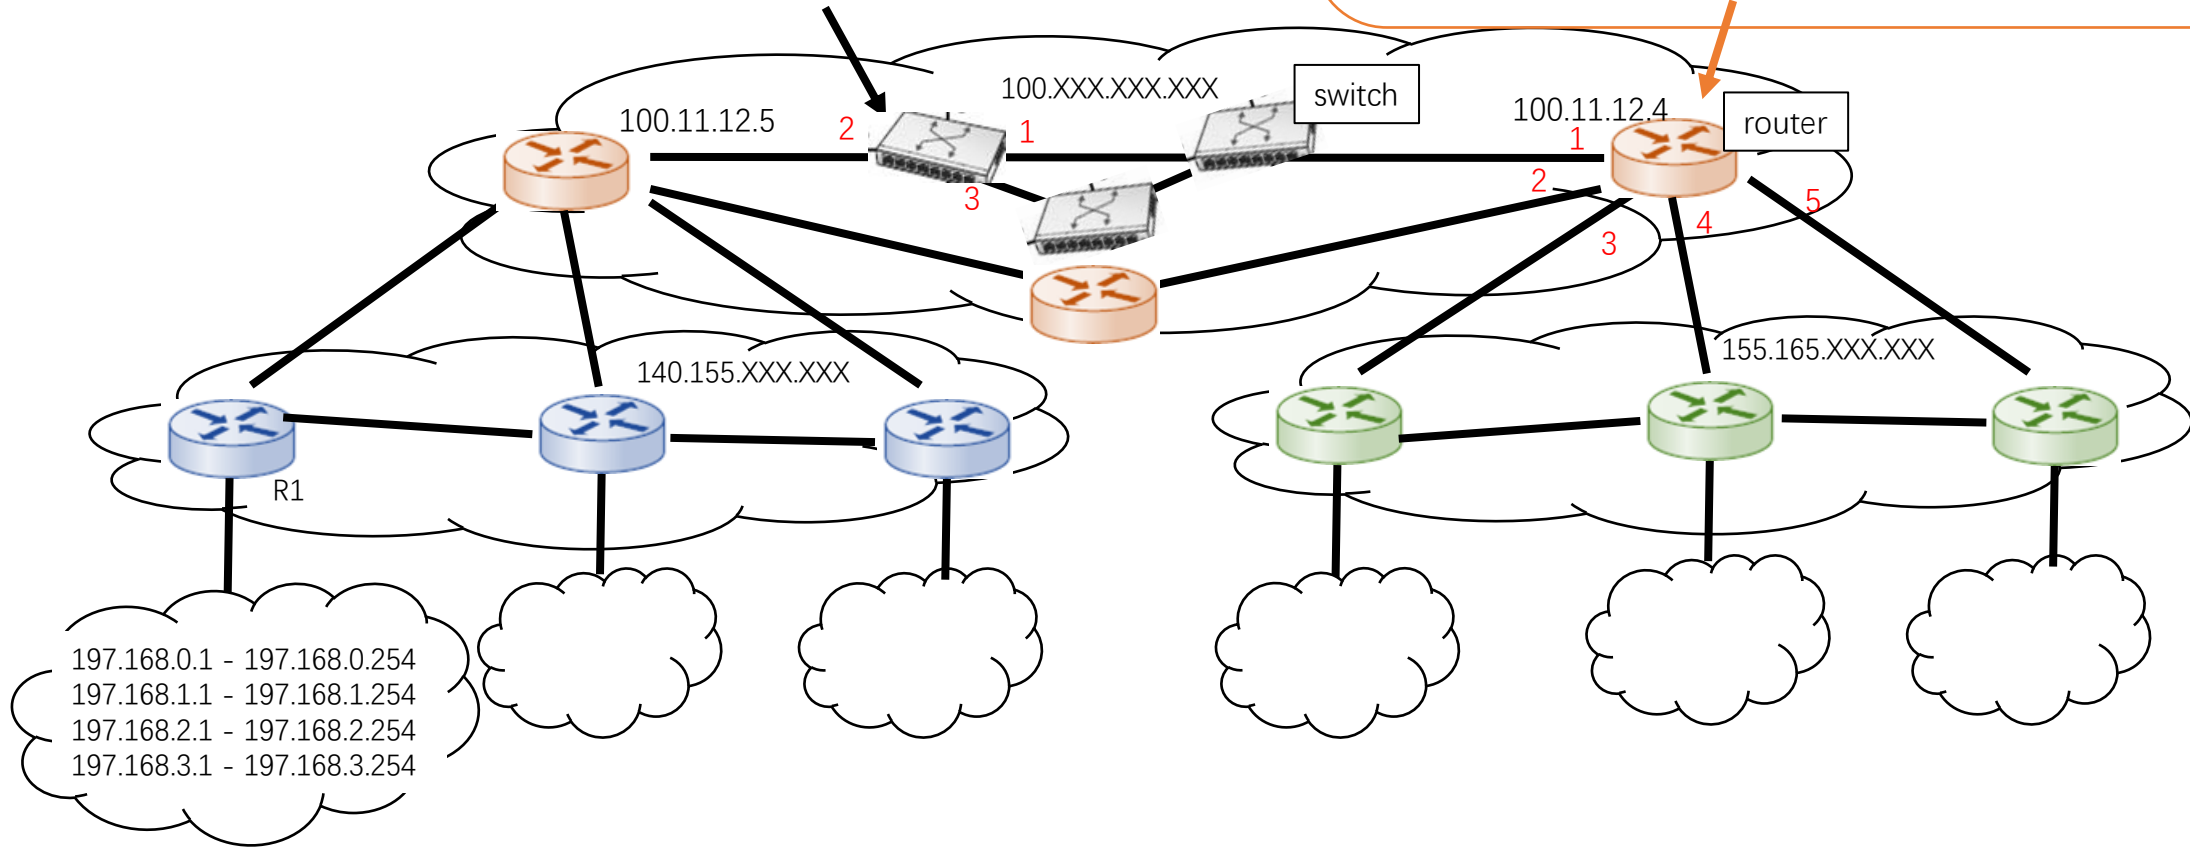 100.XXX.XXX.XXX
switch
100.11.12.5
2
1
100.11.12.4
1
router
3
2
5
4
3
140.155.XXX.XXX
155.165.XXX.XXX
R1
197.168.0.1 - 197.168.0.254
197.168.1.1 - 197.168.1.254
197.168.2.1 - 197.168.2.254
197.168.3.1 - 197.168.3.254